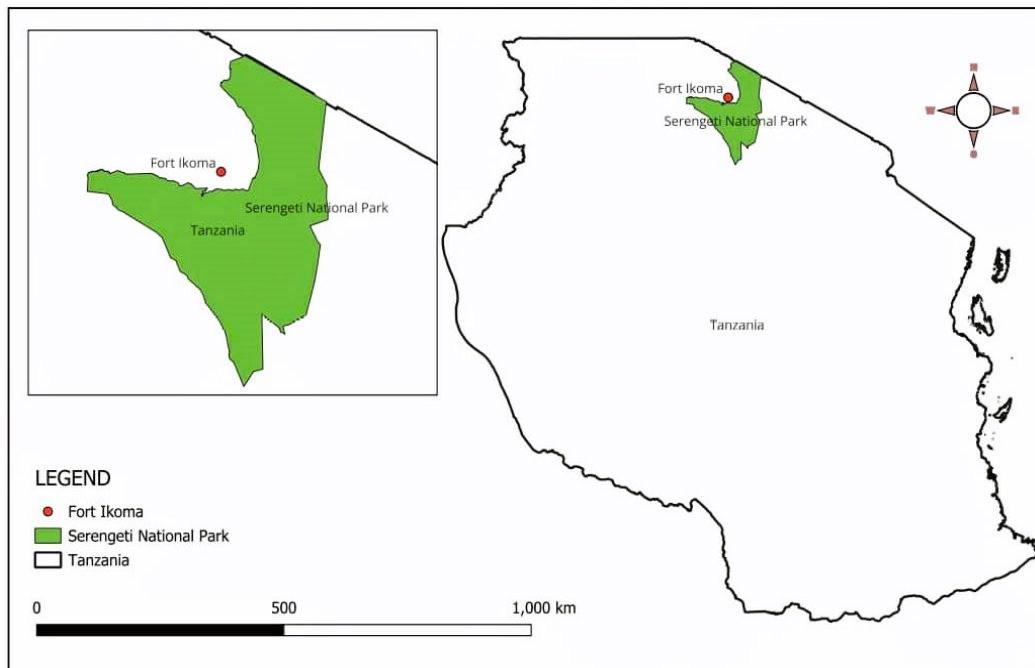 Fort Ikoma
Serengeti National Park
Tanzania
Fort Ikoma
Serengeti National Park
Tanzania
W
LEGEND
Fort Ikoma
Serengeti National Park
Tanzania
0 500 1,000 km